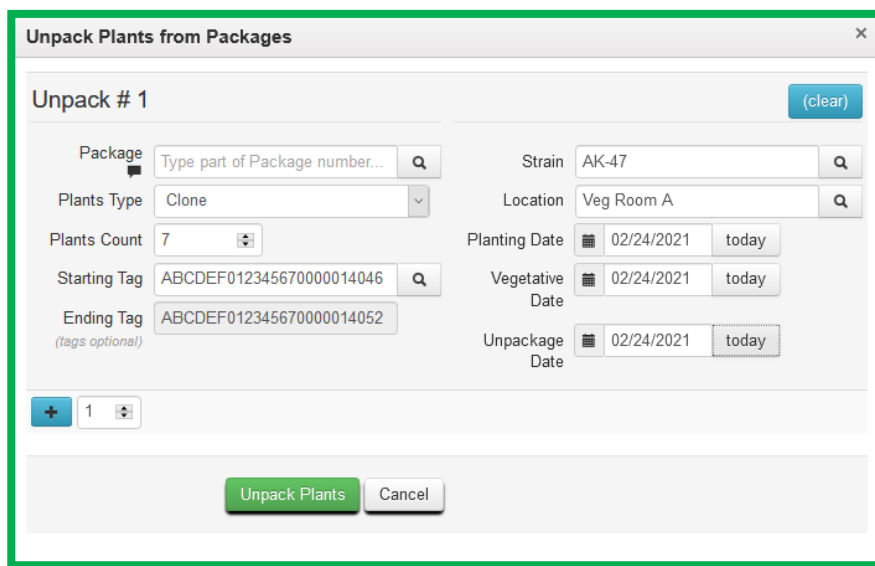 Unpack Plants from Packages ×
Unpack # 1
(clear)
Package Type part of Package number...
Plants Type Clone
Plants Count 7
Starting Tag ABCDEF012345670000014046
Ending Tag ABCDEF012345670000014052
(tags optional)
Strain AK-47
Location Veg Room A
Planting Date 02/24/2021 today
Vegetative Date 02/24/2021 today
Unpackage Date 02/24/2021 today
+ 1
Unpack Plants Cancel